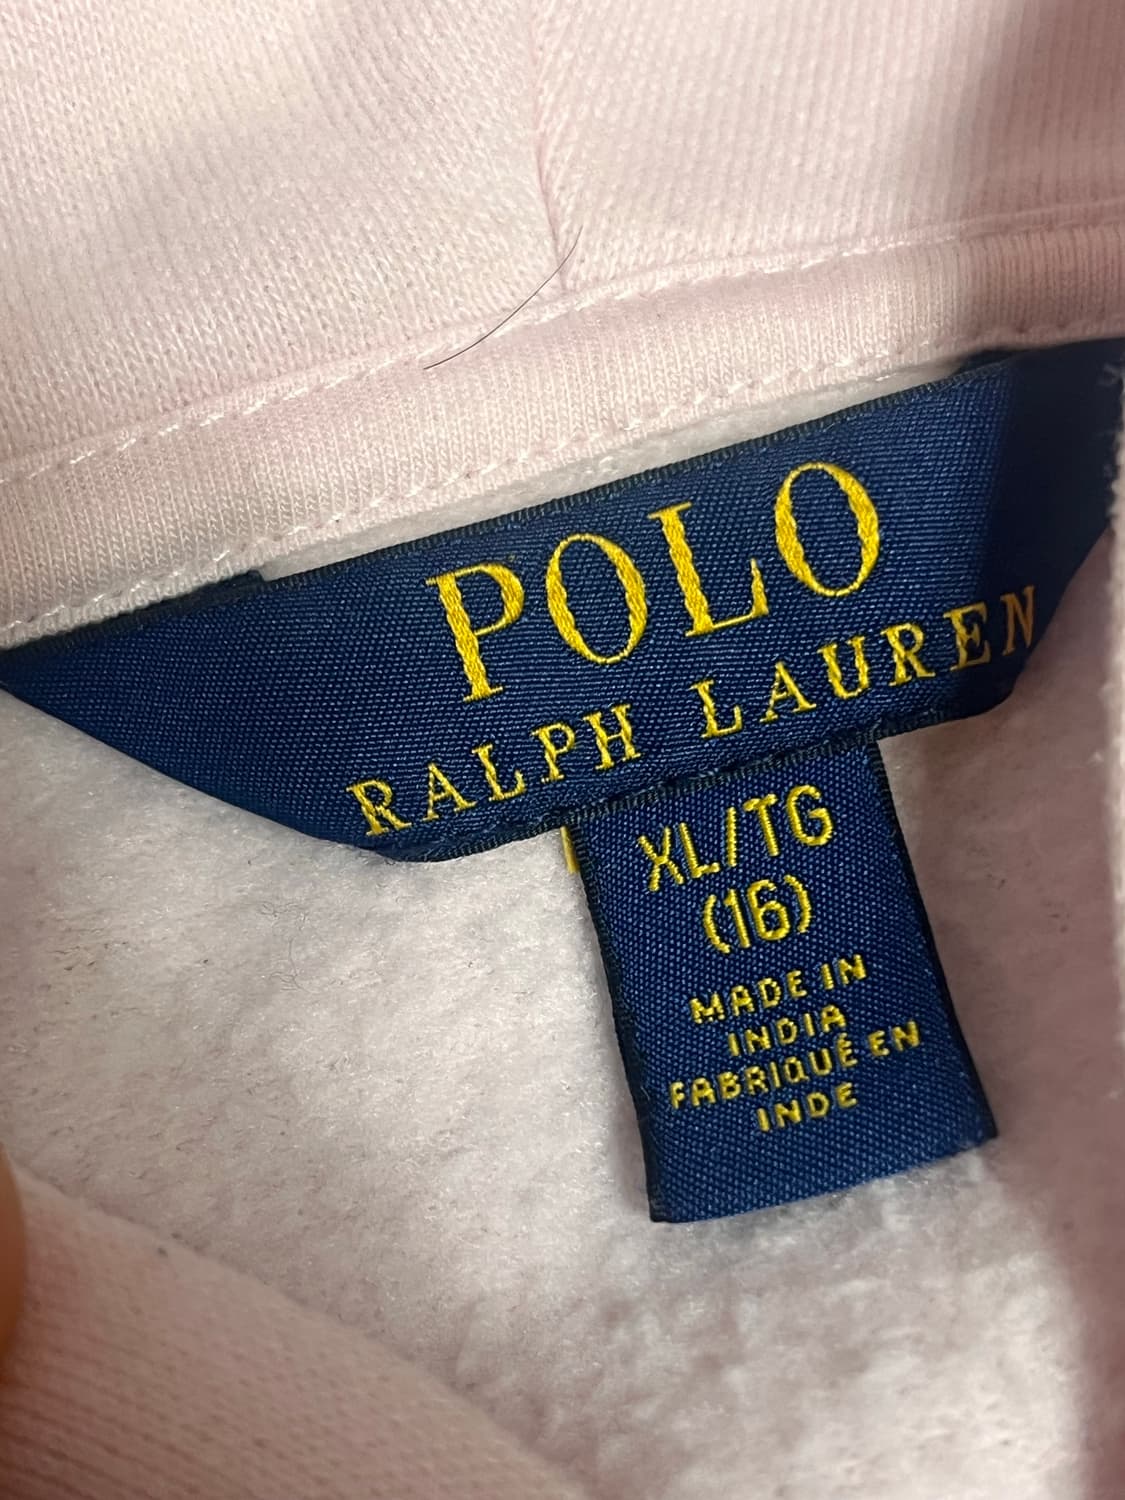 POLO
RALPH LAUREN
XL/TG
(16)
MADE IN
INDIA
FABRIQUÉ EN
INDE